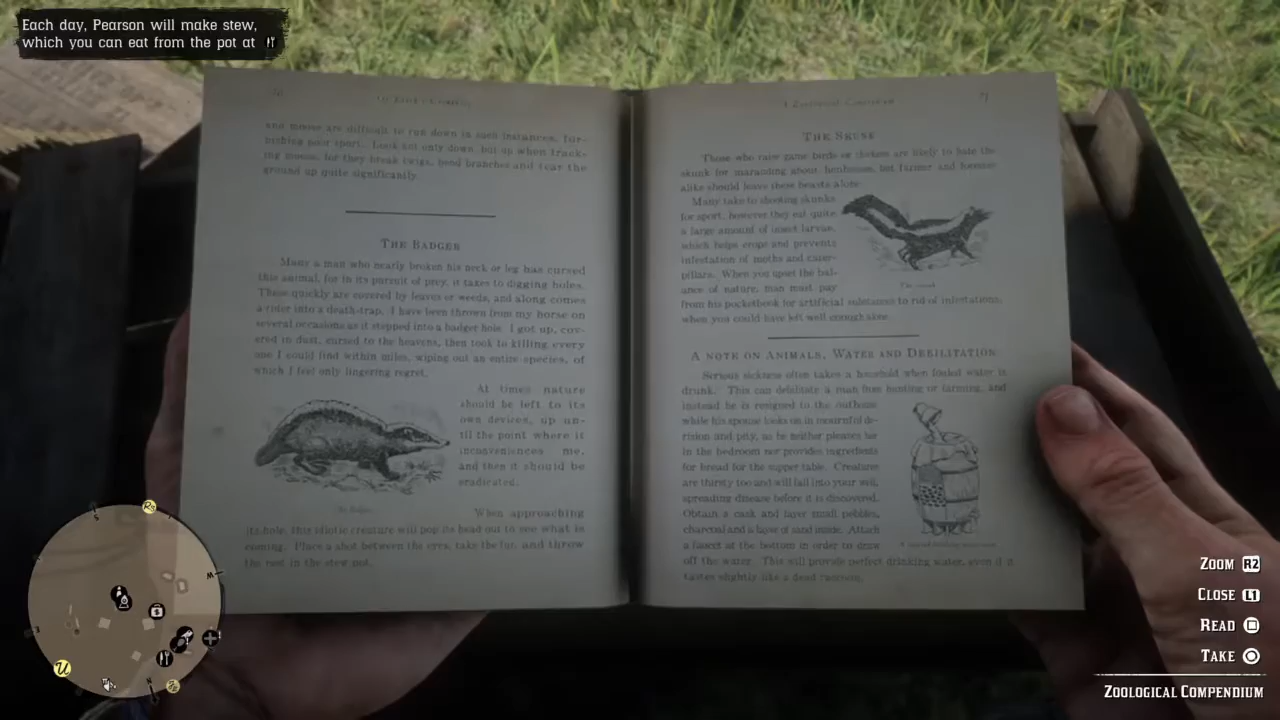 Each day, Pearson will make stew,
which you can eat from the pot at
A Zoological Compendium
and moose are difficult to run down in such instances, fur-
nishing poor sport. Look not only down, but up when track-
ing moose, for they break twigs, bend branches and tear the
ground up quite significantly.
THE BADGER
Many a man who nearly broken his neck or leg has cursed
this animal, for in its pursuit of prey, it takes to digging holes.
These quickly are covered by leaves or weeds, and along comes
a rider into a death-trap. I have been thrown from my horse on
several occasions as it stepped into a badger hole. I got up, cov-
ered in dust, cursed to the heavens, then took to killing every
one I could find within miles, wiping out an entire species, of
which I feel only lingering regret.
At times nature
should be left to its
own devices, up un-
til the point where it
inconveniences me,
and then it should be
eradicated.
When approaching
its hole, this idiotic creature will pop its head out to see what is
coming. Place a shot between the eyes, take the fur, and throw
the rest in the stew pot.
THE SKUNK
Those who raise game birds or chickens are likely to hate the
skunk for marauding about henhouses, but farmer and
alike should leave these beasts alone.
Many take to shooting skunks
for sport, however they eat quite
a large amount of insect larvae,
which helps crops and prevents
infestation of moths and cater-
pillars. When you upset the bal-
ance of nature, man must pay
from his pocketbook for artificial substances to rid of infestations,
when you could have left well enough alone.
A NOTE ON ANIMALS, WATER AND DEBILITATION
Serious sickness often takes a household when fouled water is
drunk. This can debilitate a man from hunting or farming, and
instead he is resigned to the outhouse
while his spouse looks on in mournful de-
rision and pity, as he neither pleases her
in the bedroom nor provides ingredients
for bread for the supper table. Creatures
are thirsty too and will fall into your well,
spreading disease before it is discovered.
Obtain a cask and layer small pebbles,
charcoal and a layer of sand inside. Attach
a faucet at the bottom in order to draw
off the water. This will provide perfect drinking water, even if it
tastes slightly like a dead raccoon.
ZOOM R2
CLOSE L1
READ
TAKE
ZOOLOGICAL COMPENDIUM